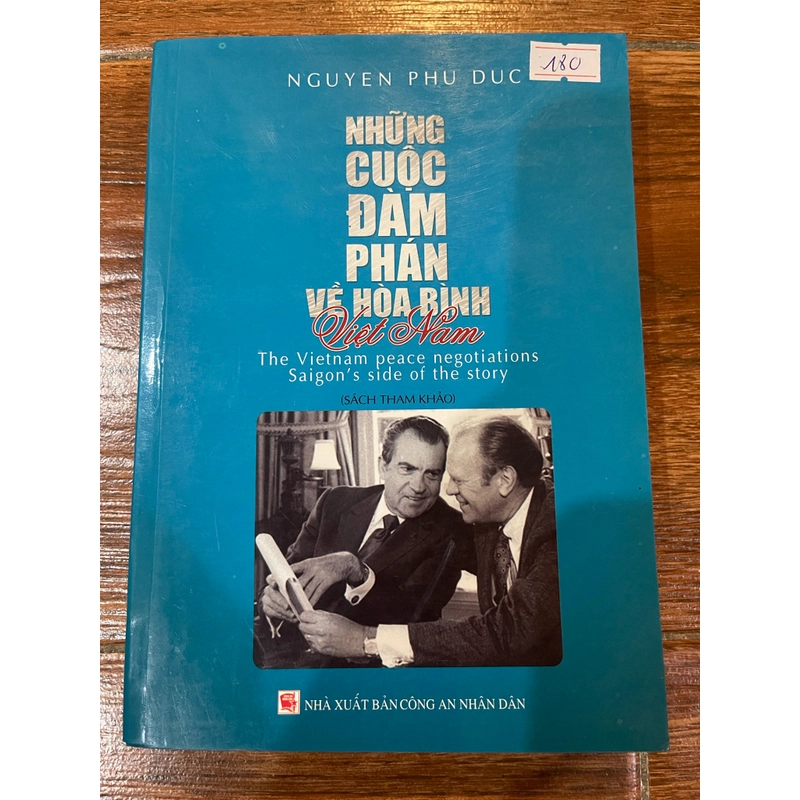 NGUYEN PHU DUC
180
NHỮNG
CUỘC
ĐÀM
PHÁN
VỀ HÒA BÌNH
Việt Nam
The Vietnam peace negotiations
Saigon's side of the story
(SÁCH THAM KHẢO)
NHÀ XUẤT BẢN CÔNG AN NHÂN DÂN